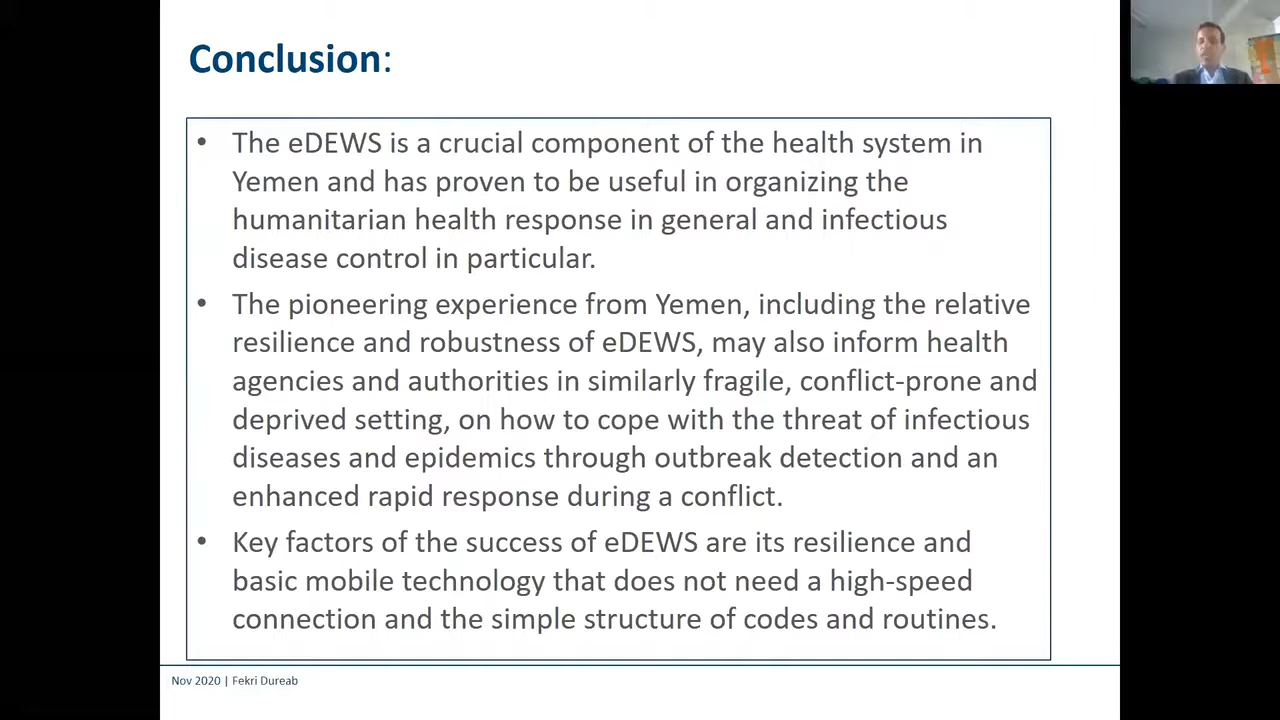 Conclusion:
• The eDEWS is a crucial component of the health system in
Yemen and has proven to be useful in organizing the
humanitarian health response in general and infectious
disease control in particular.
• The pioneering experience from Yemen, including the relative
resilience and robustness of eDEWS, may also inform health
agencies and authorities in similarly fragile, conflict-prone and
deprived setting, on how to cope with the threat of infectious
diseases and epidemics through outbreak detection and an
enhanced rapid response during a conflict.
• Key factors of the success of eDEWS are its resilience and
basic mobile technology that does not need a high-speed
connection and the simple structure of codes and routines.
Nov 2020 | Fekri Dureab